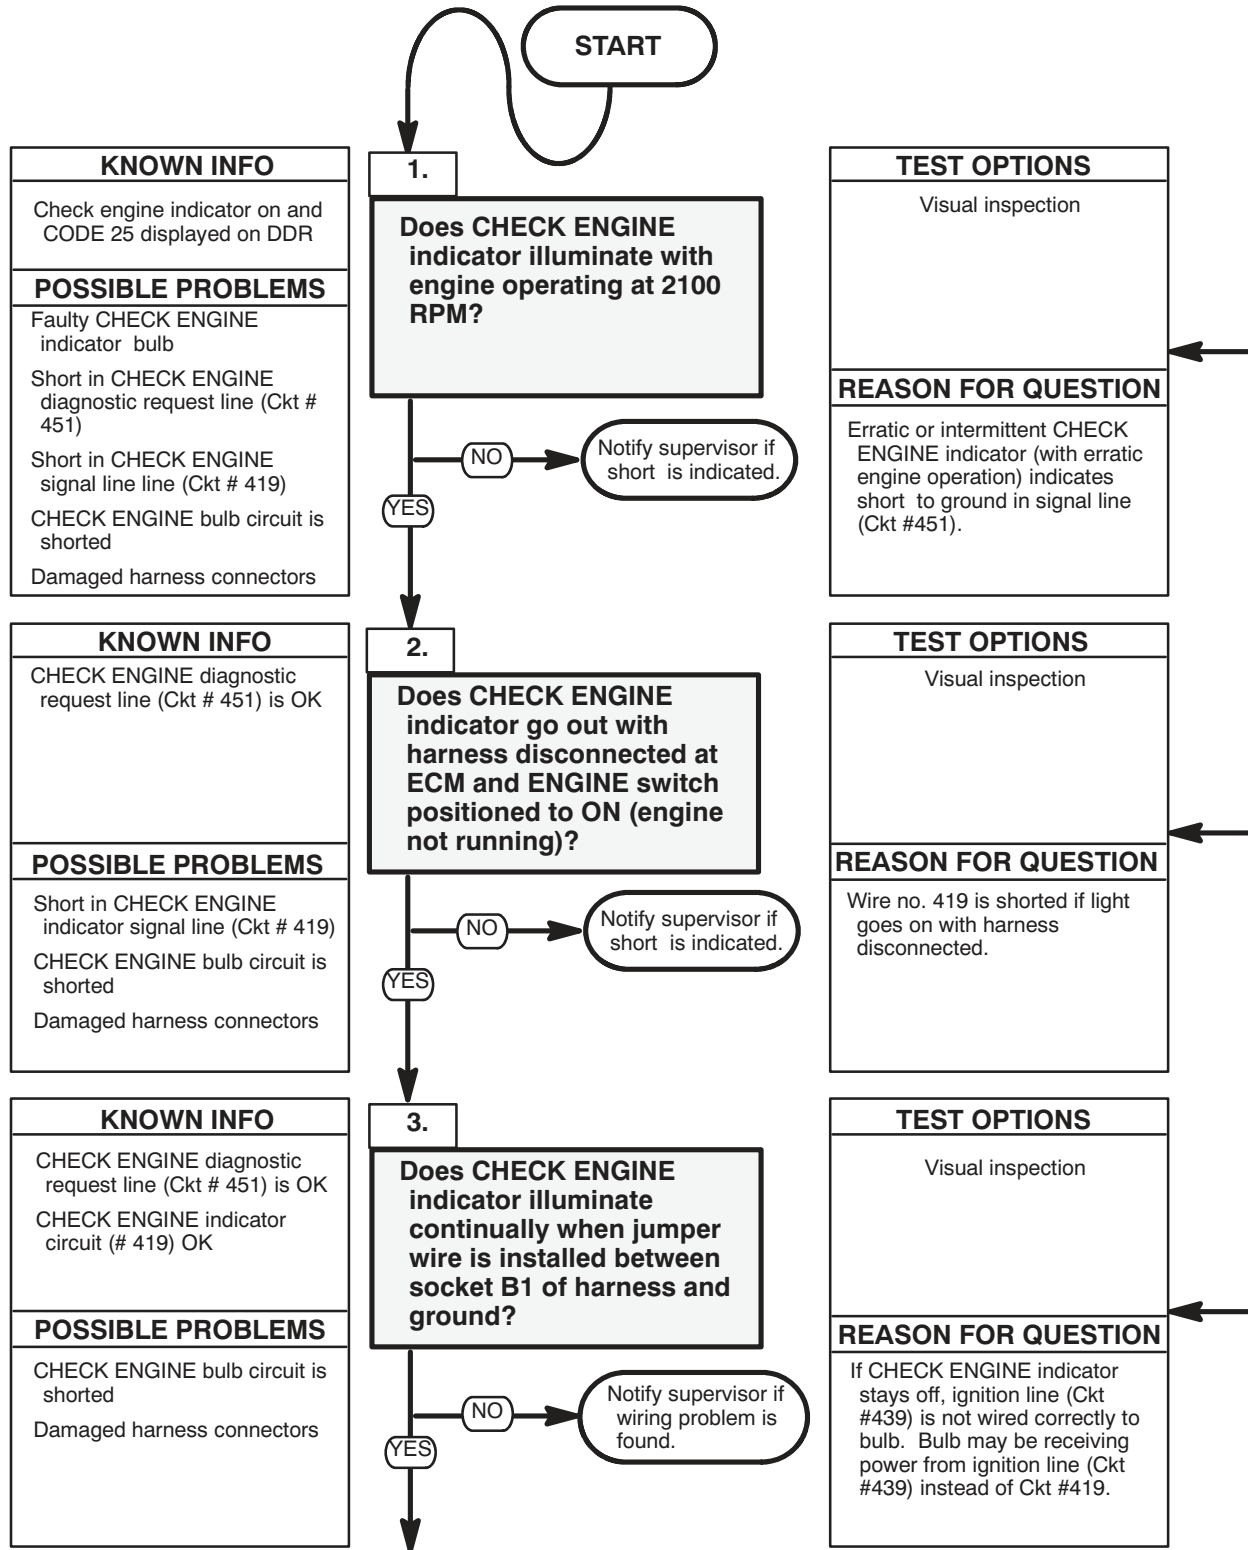 START
KNOWN INFO
Check engine indicator on and
CODE 25 displayed on DDR
POSSIBLE PROBLEMS
Faulty CHECK ENGINE
indicator bulb
Short in CHECK ENGINE
diagnostic request line (Ckt #
451)
Short in CHECK ENGINE
signal line line (Ckt # 419)
CHECK ENGINE bulb circuit is
shorted
Damaged harness connectors
1.
Does CHECK ENGINE
indicator illuminate with
engine operating at 2100
RPM?
NO
Notify supervisor if
short is indicated.
YES
TEST OPTIONS
Visual inspection
REASON FOR QUESTION
Erratic or intermittent CHECK
ENGINE indicator (with erratic
engine operation) indicates
short to ground in signal line
(Ckt #451).
KNOWN INFO
CHECK ENGINE diagnostic
request line (Ckt # 451) is OK
POSSIBLE PROBLEMS
Short in CHECK ENGINE
indicator signal line (Ckt # 419)
CHECK ENGINE bulb circuit is
shorted
Damaged harness connectors
2.
Does CHECK ENGINE
indicator go out with
harness disconnected at
ECM and ENGINE switch
positioned to ON (engine
not running)?
NO
Notify supervisor if
short is indicated.
YES
TEST OPTIONS
Visual inspection
REASON FOR QUESTION
Wire no. 419 is shorted if light
goes on with harness
disconnected.
KNOWN INFO
CHECK ENGINE diagnostic
request line (Ckt # 451) is OK
CHECK ENGINE indicator
circuit (# 419) OK
POSSIBLE PROBLEMS
CHECK ENGINE bulb circuit is
shorted
Damaged harness connectors
3.
Does CHECK ENGINE
indicator illuminate
continually when jumper
wire is installed between
socket B1 of harness and
ground?
NO
Notify supervisor if
wiring problem is
found.
YES
TEST OPTIONS
Visual inspection
REASON FOR QUESTION
If CHECK ENGINE indicator
stays off, ignition line (Ckt
#439) is not wired correctly to
bulb. Bulb may be receiving
power from ignition line (Ckt
#439) instead of Ckt #419.